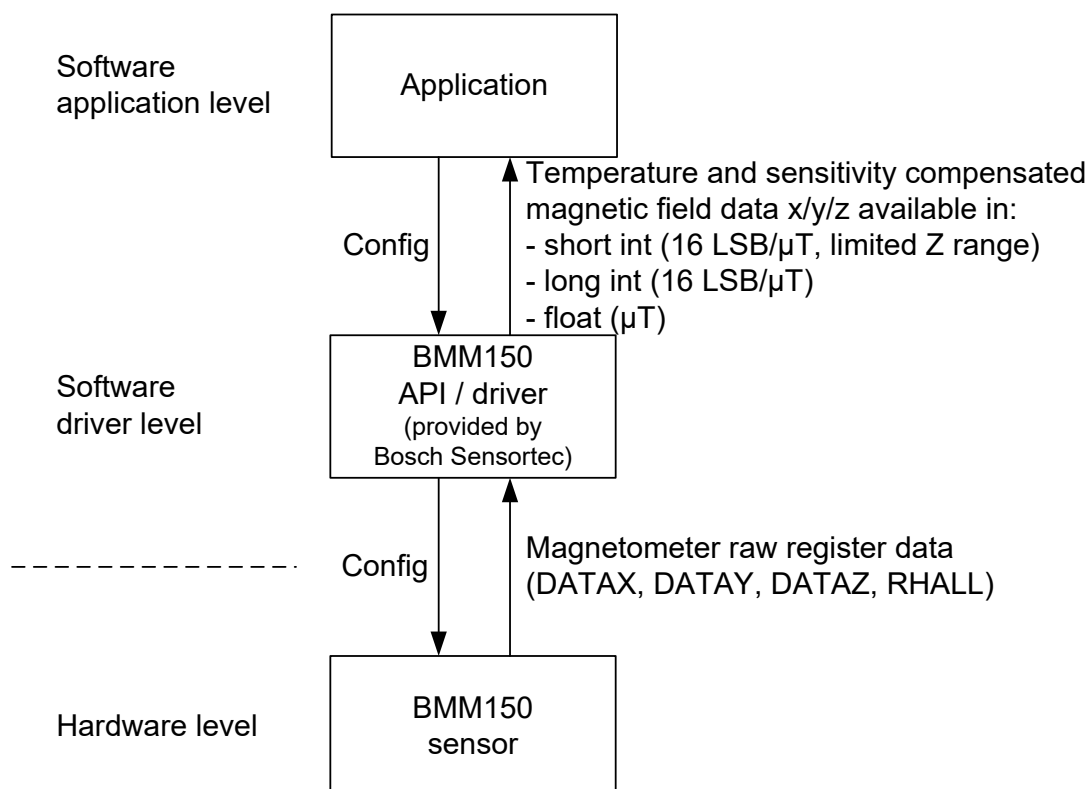 Software
application level
Application
Config
Temperature and sensitivity compensated
magnetic field data x/y/z available in:
- short int (16 LSB/µT, limited Z range)
- long int (16 LSB/µT)
- float (µT)
Software
driver level
BMM150
API / driver
(provided by
Bosch Sensortec)
Config
Magnetometer raw register data
(DATAX, DATAY, DATAZ, RHALL)
Hardware level
BMM150
sensor